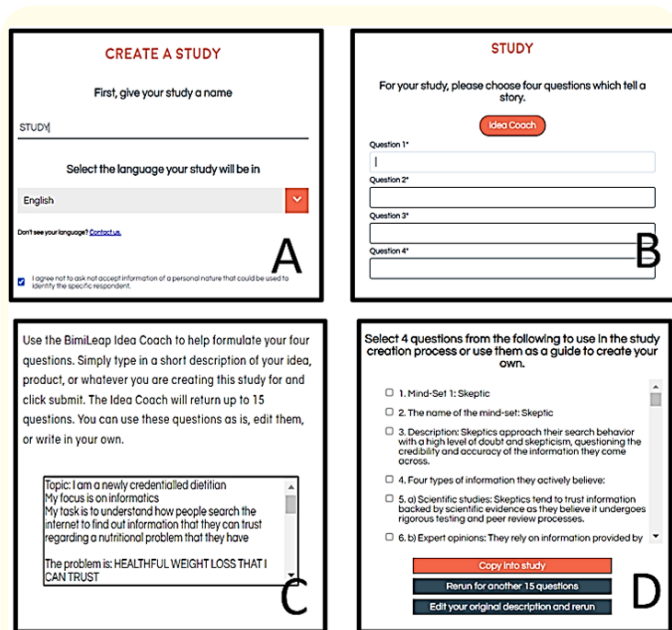 CREATE A STUDY
First, give your study a name
STUDY
Select the language your study will be in
English
Don't see your language? Contact us.
I agree not to ask not accept information of a personal nature that could be used to
identify the specific respondent.
A
STUDY
For your study, please choose four questions which tell a
story.
Idea Coach
Question 1*
Question 2*
Question 3*
Question 4*
B
Use the BimiLeap Idea Coach to help formulate your four
questions. Simply type in a short description of your idea,
product, or whatever you are creating this study for and
click submit. The Idea Coach will return up to 15
questions. You can use these questions as is, edit them,
or write in your own.
Topic: I am a newly credentialled dietitian
My focus is on informatics
My task is to understand how people search the
internet to find out information that they can trust
regarding a nutritional problem that they have
The problem is: HEALTHFUL WEIGHT LOSS THAT I
CAN TRUST
C
Select 4 questions from the following to use in the study
creation process or use them as a guide to create your
own.
1. Mind-Set 1: Skeptic
2. The name of the mind-set: Skeptic
3. Description: Skeptics approach their search behavior
with a high level of doubt and skepticism, questioning the
credibility and accuracy of the information they come
across.
4. Four types of information they actively believe:
5. a) Scientific studies: Skeptics tend to trust information
backed by scientific evidence as they believe it undergoes
rigorous testing and peer review processes.
6. b) Expert opinions: They rely on information provided by
Copy into study
Rerun for another 15 questions
Edit your original description and rerun
D